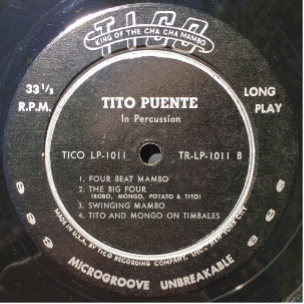 TICO
KING OF THE CHA CHA MAMBO
33 1/3
R.P.M.
LONG
PLAY
TITO PUENTE
In Percussion
TICO LP-1011
TR-LP-1011 B
1. FOUR BEAT MAMBO
2. THE BIG FOUR
(BOBO, MONGO, POTATO & TITO)
3. SWINGING MAMBO
4. TITO AND MONGO ON TIMBALES
MADE IN U.S.A. BY TICO RECORDING COMPANY, INC., NEW YORK CITY
MICROGROOVE UNBREAKABLE